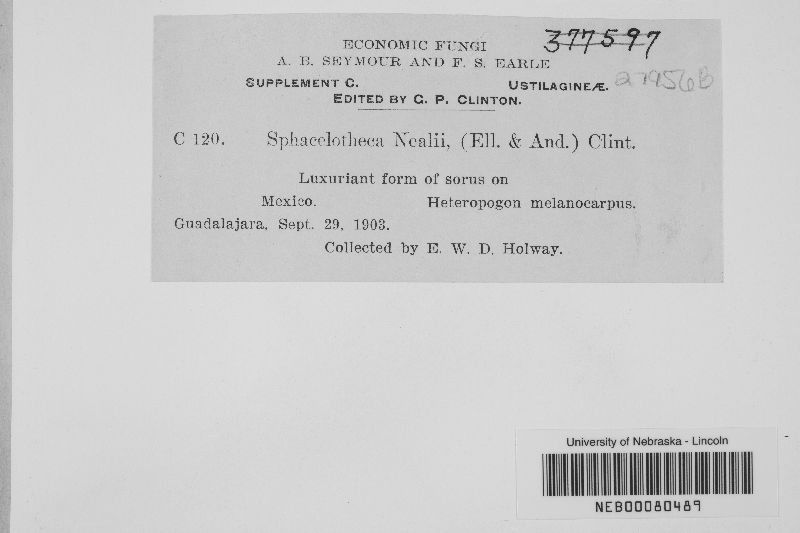 ECONOMIC FUNGI 377597
A. B. SEYMOUR AND F. S. EARLE
SUPPLEMENT C. USTILAGINEÆ. 27956B
EDITED BY G. P. CLINTON.
C 120. Sphacelotheca Nealii, (Ell. & And.) Clint.
Luxuriant form of sorus on
Mexico. Heteropogon melanocarpus.
Guadalajara, Sept. 29, 1903.
Collected by E. W. D. Holway.
University of Nebraska - Lincoln
NEB00080489